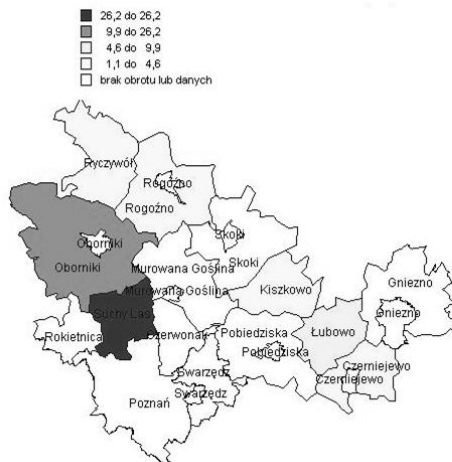 26,2 do 26,2
9,9 do 26,2
4,6 do 9,9
1,1 do 4,6
brak obrotu lub danych
Ryczywół
Rogoźno
Rogoźno
Oborniki
Skoki
Oborniki
Murowana Goślina
Skoki
Gniezno
Murowana Goślina
Kiszkowo
Suchy Las
Gniezno
Rokietnica
Czerwonak
Pobiedziska
Łubowo
Pobiedziska
Swarzędz
Czerniejewo
Czerniejewo
Poznań
Swarzędz